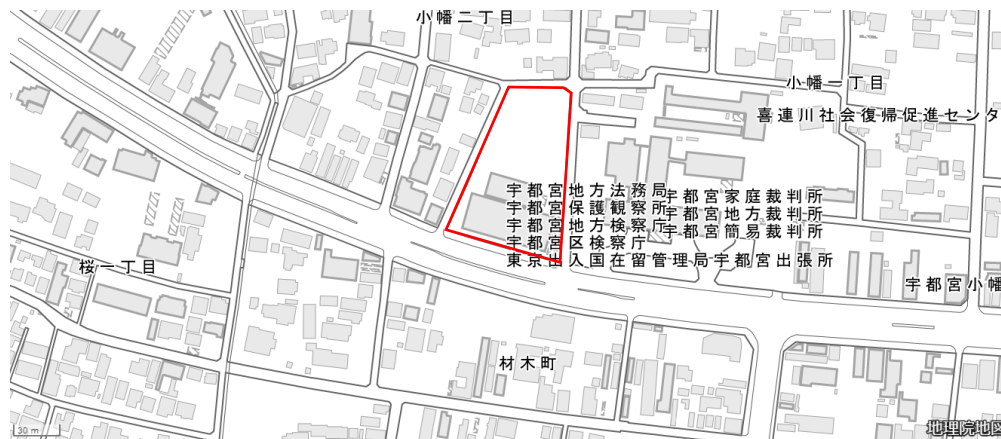 小幡二丁目
小幡一丁目
喜連川社会復帰促進センタ
宇都宮地方法務局
宇都宮家庭裁判所
宇都宮保護観察所
宇都宮地方裁判所
宇都宮地方検察庁
宇都宮簡易裁判所
宇都宮区検察庁
東京出入国在留管理局宇都宮出張所
桜一丁目
宇都宮小幡
材木町
30 m
地理院地図